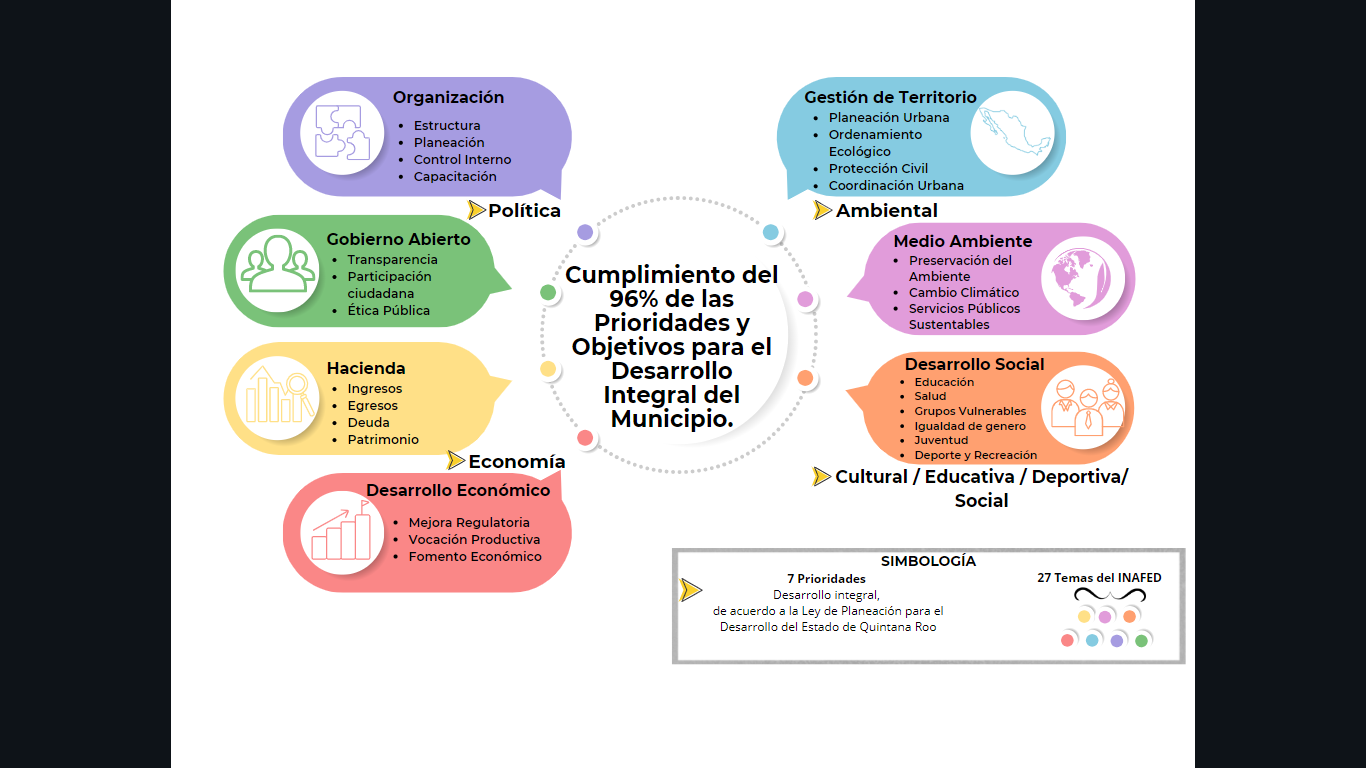 Organización
Estructura
Planeación
Control Interno
Capacitación
Política
Gobierno Abierto
Transparencia
Participación
ciudadana
Ética Pública
Hacienda
Ingresos
Egresos
Deuda
Patrimonio
Economía
Desarrollo Económico
Mejora Regulatoria
Vocación Productiva
Fomento Económico
Cumplimiento del
96% de las
Prioridades y
Objetivos para el
Desarrollo
Integral del
Municipio.
Gestión de Territorio
Planeación Urbana
Ordenamiento
Ecológico
Protección Civil
Coordinación Urbana
Ambiental
Medio Ambiente
Preservación del
Ambiente
Cambio Climático
Servicios Públicos
Sustentables
Desarrollo Social
Educación
Salud
Grupos Vulnerables
Igualdad de genero
Juventud
Deporte y Recreación
Cultural / Educativa / Deportiva/
Social
SIMBOLOGÍA
7 Prioridades
Desarrollo integral,
de acuerdo a la Ley de Planeación para el
Desarrollo del Estado de Quintana Roo
27 Temas del INAFED